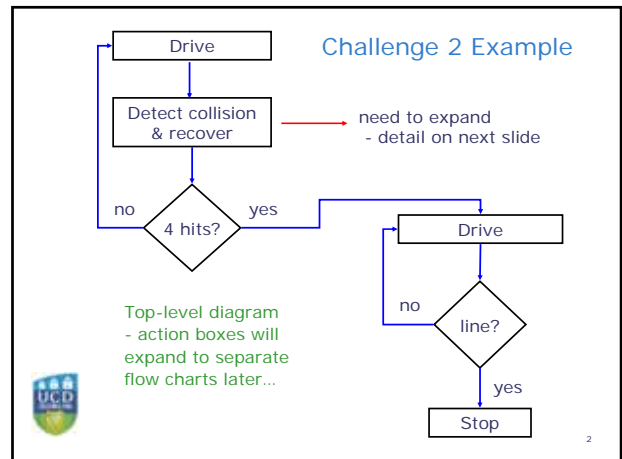 Challenge 2 Example
Drive
Detect collision
& recover
need to expand
- detail on next slide
no
4 hits?
yes
Drive
no
line?
yes
Stop
Top-level diagram
- action boxes will
expand to separate
flow charts later...
UCD
2